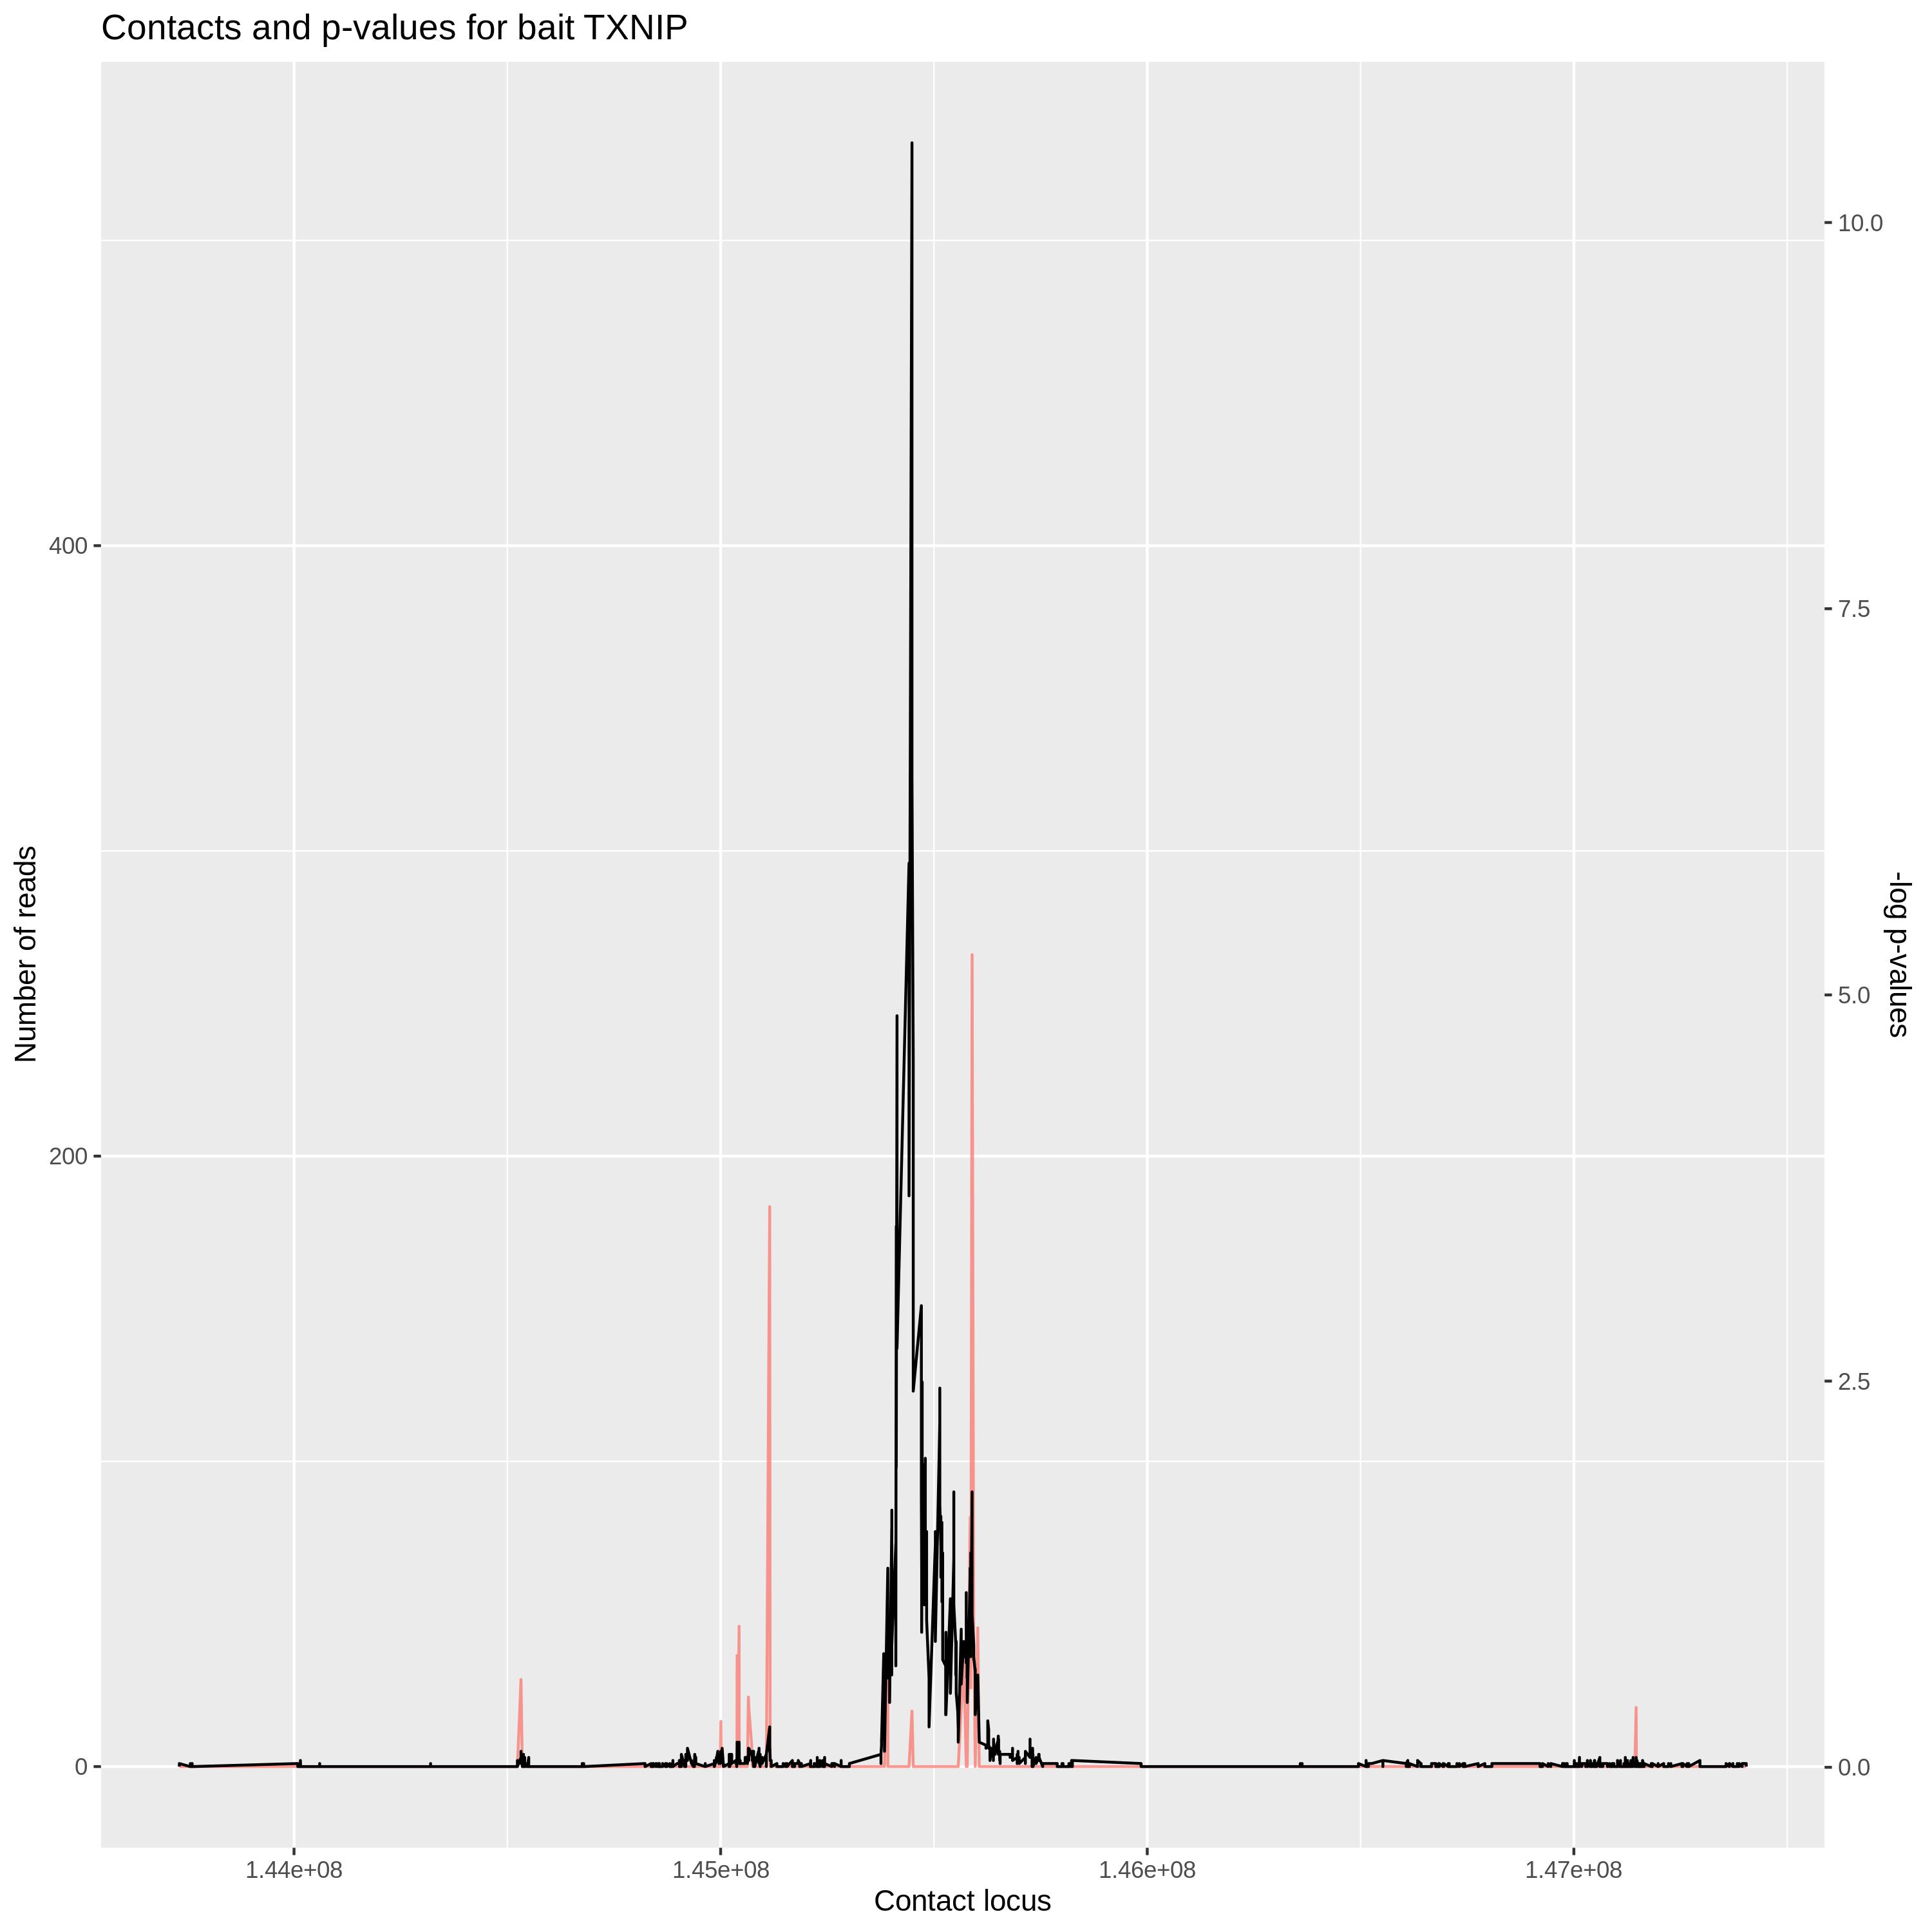 Contacts and p-values for bait TXNIP
Number of reads
400
200
0
10.0
7.5
5.0
2.5
0.0
-log p-values
1.44e+08
1.45e+08
1.46e+08
1.47e+08
Contact locus